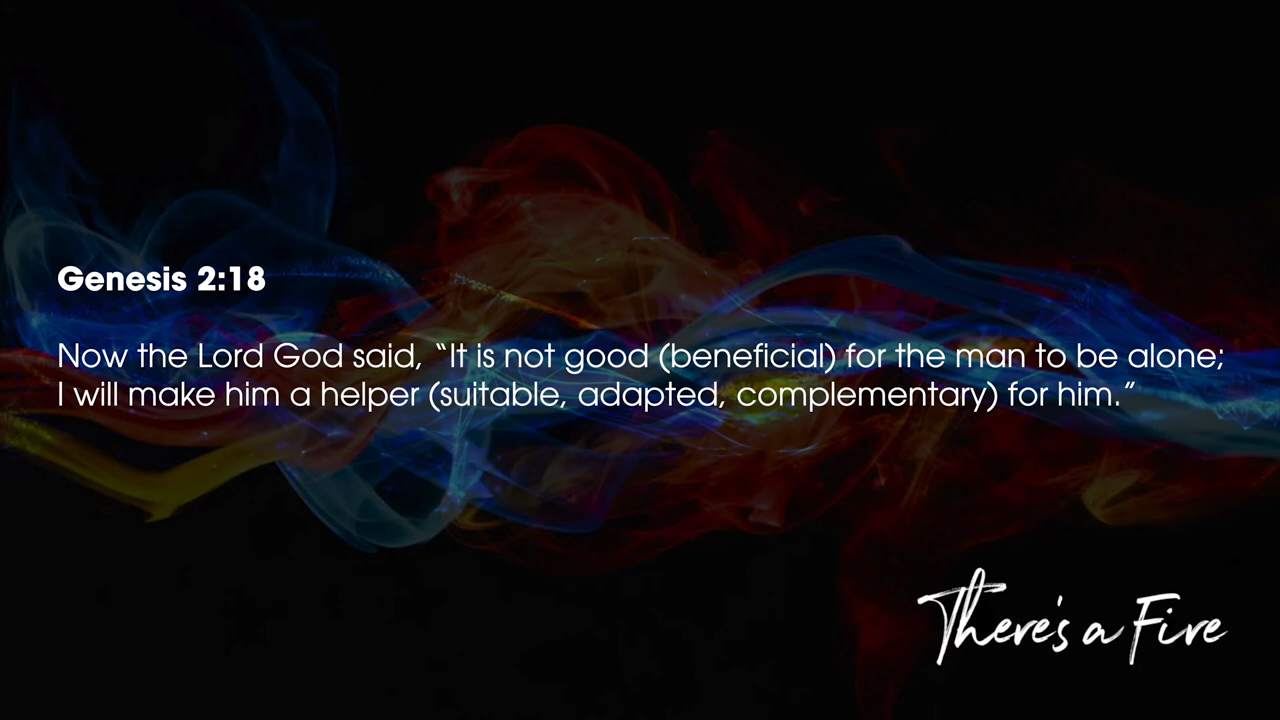 Genesis 2:18
Now the Lord God said, “It is not good (beneficial) for the man to be alone;
I will make him a helper (suitable, adapted, complementary) for him.”
There's a Fire